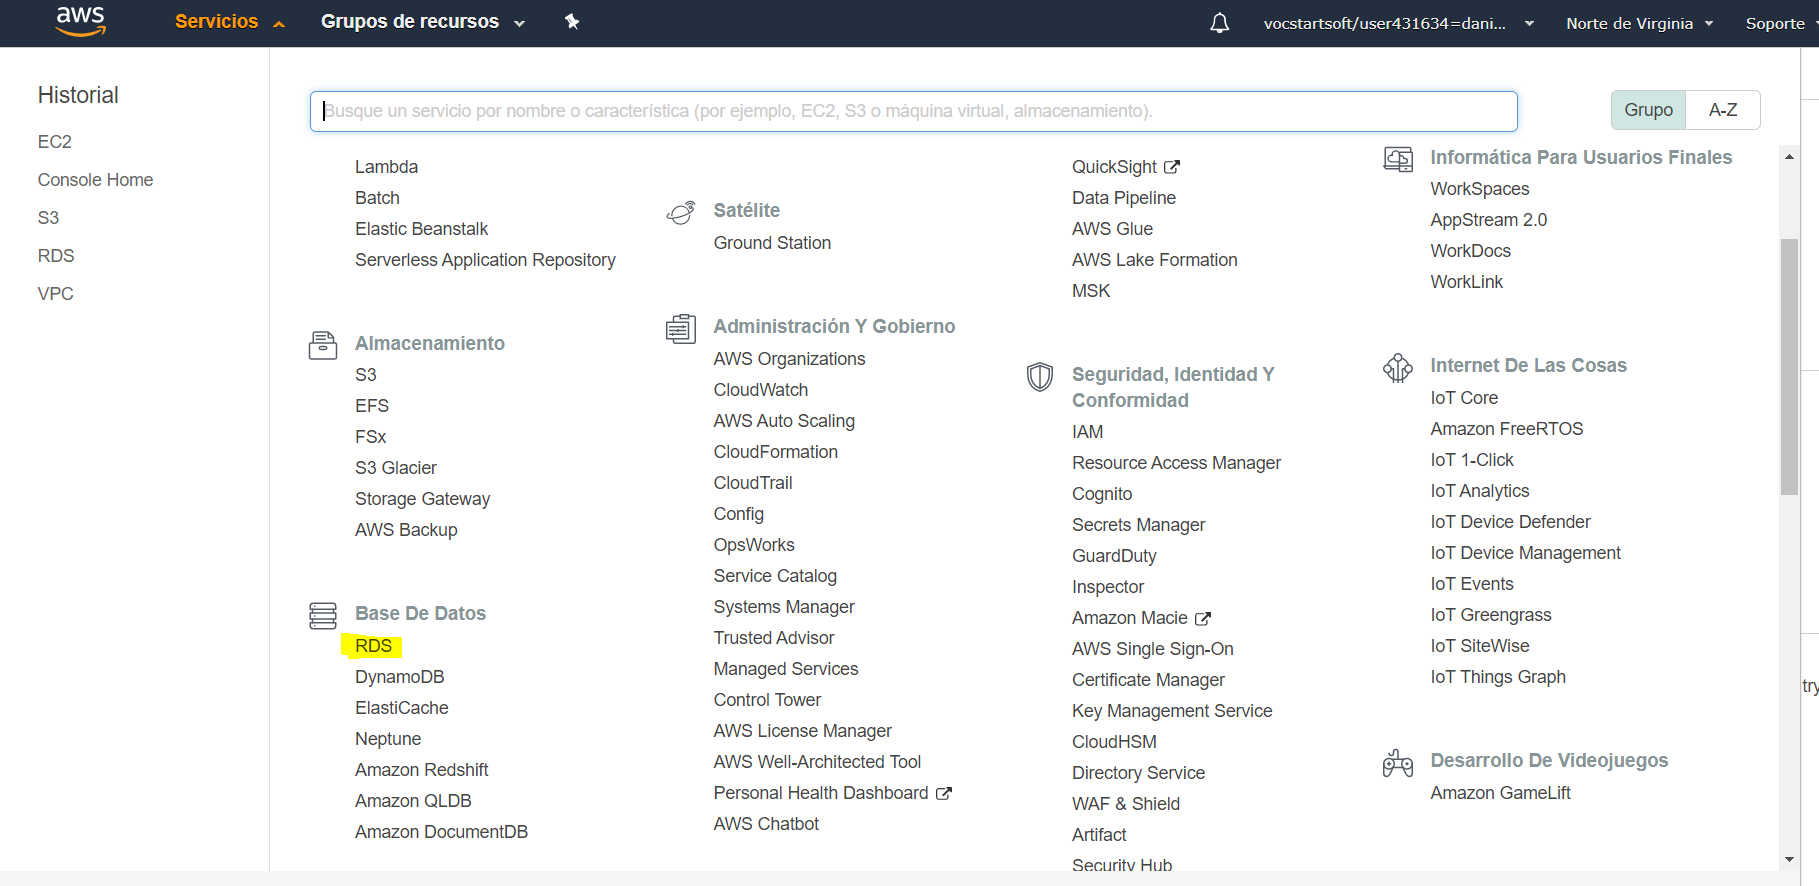 aws
Servicios
Grupos de recursos
vocstartsoft/user431634=dani...
Norte de Virginia
Soporte
Historial
EC2
Console Home
S3
RDS
VPC
Busque un servicio por nombre o característica (por ejemplo, EC2, S3 o máquina virtual, almacenamiento).
Grupo
A-Z
Lambda
Batch
Elastic Beanstalk
Serverless Application Repository
Almacenamiento
S3
EFS
FSx
S3 Glacier
Storage Gateway
AWS Backup
Base De Datos
RDS
DynamoDB
ElastiCache
Neptune
Amazon Redshift
Amazon QLDB
Amazon DocumentDB
Satélite
Ground Station
Administración Y Gobierno
AWS Organizations
CloudWatch
AWS Auto Scaling
CloudFormation
CloudTrail
Config
OpsWorks
Service Catalog
Systems Manager
Trusted Advisor
Managed Services
Control Tower
AWS License Manager
AWS Well-Architected Tool
Personal Health Dashboard
AWS Chatbot
QuickSight
Data Pipeline
AWS Glue
AWS Lake Formation
MSK
Seguridad, Identidad Y
Conformidad
IAM
Resource Access Manager
Cognito
Secrets Manager
GuardDuty
Inspector
Amazon Macie
AWS Single Sign-On
Certificate Manager
Key Management Service
CloudHSM
Directory Service
WAF & Shield
Artifact
Security Hub
Informática Para Usuarios Finales
WorkSpaces
AppStream 2.0
WorkDocs
WorkLink
Internet De Las Cosas
IoT Core
Amazon FreeRTOS
IoT 1-Click
IoT Analytics
IoT Device Defender
IoT Device Management
IoT Events
IoT Greengrass
IoT SiteWise
IoT Things Graph
Desarrollo De Videojuegos
Amazon GameLift
try